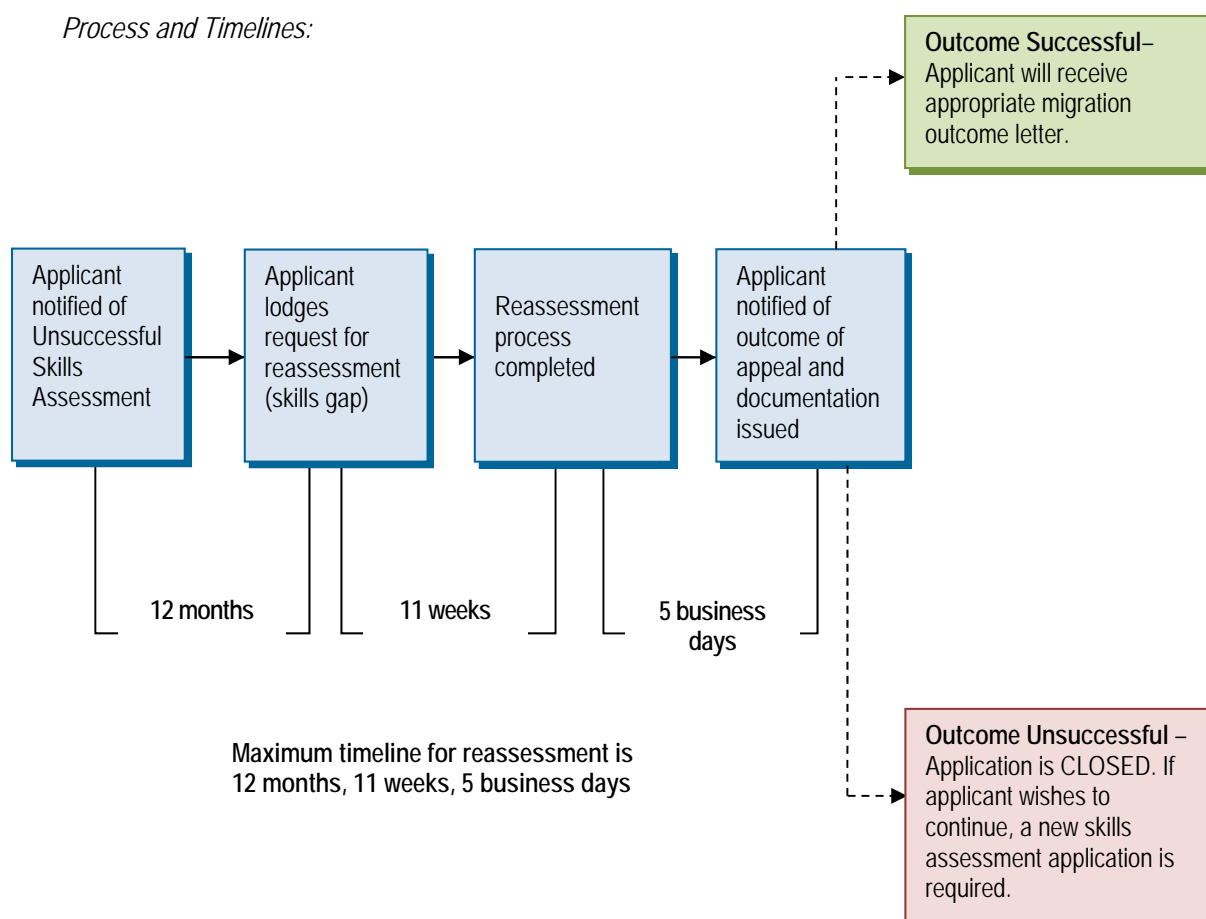 Process and Timelines:
Outcome Successful–
Applicant will receive
appropriate migration
outcome letter.
Applicant
notified of
Unsuccessful
Skills
Assessment
Applicant
lodges
request for
reassessment
(skills gap)
Reassessment
process
completed
Applicant
notified of
outcome of
appeal and
documentation
issued
12 months
11 weeks
5 business
days
Maximum timeline for reassessment is
12 months, 11 weeks, 5 business days
Outcome Unsuccessful –
Application is CLOSED. If
applicant wishes to
continue, a new skills
assessment application is
required.